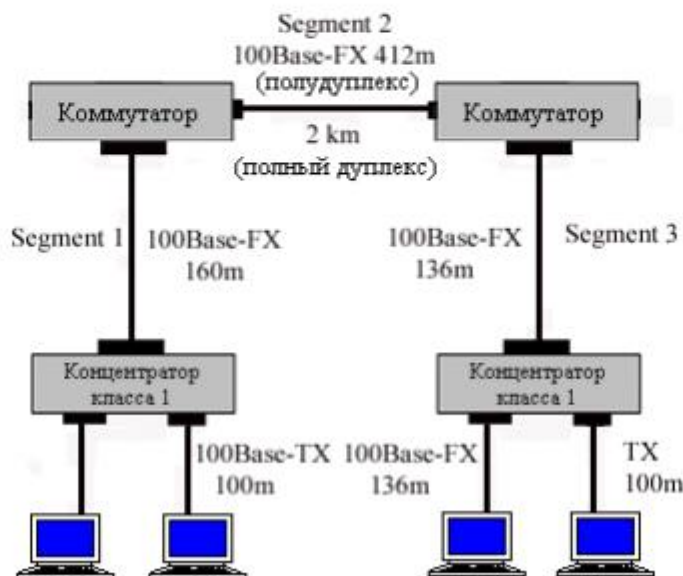 Segment 2
100Base-FX 412m
(полудуплекс)
Коммутатор
Коммутатор
2 km
(полный дуплекс)
Segment 1
100Base-FX
160m
100Base-FX
136m
Segment 3
Концентратор
класса 1
Концентратор
класса 1
100Base-TX
100m
100Base-FX
136m
TX
100m